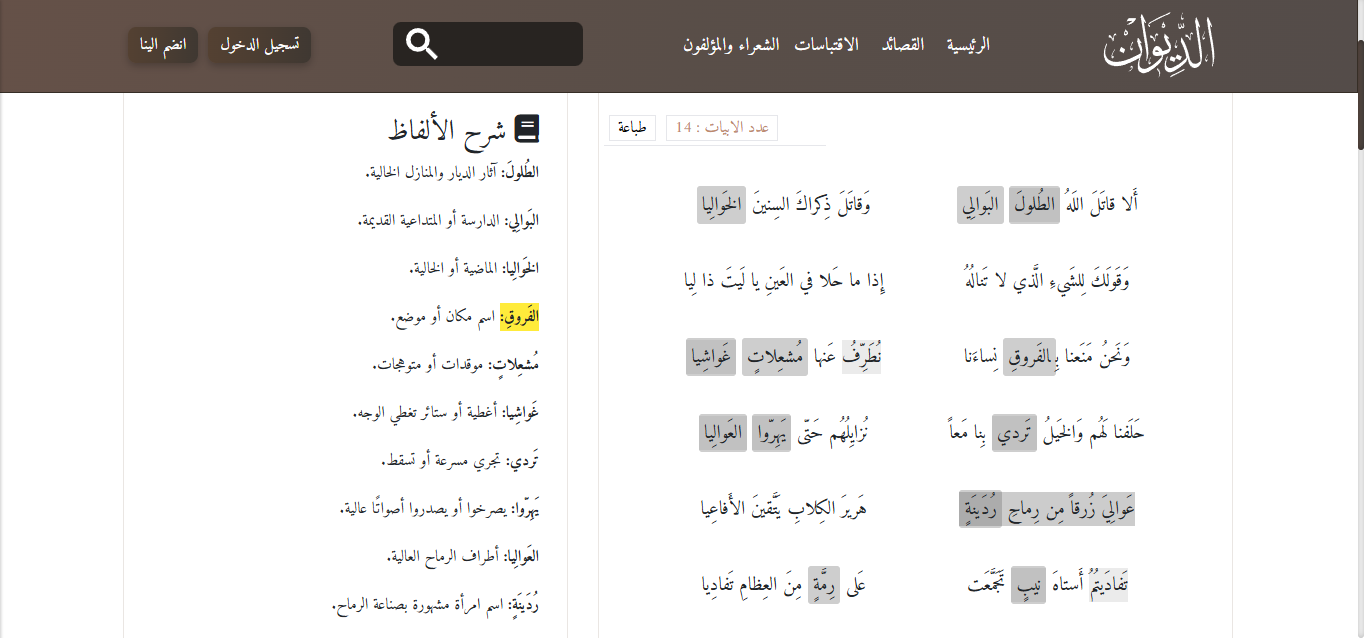 الدِّيوَان
الرئيسية القصائد الاقتباسات الشعراء والمؤلفون
تسجيل الدخول انضم الينا
عدد الابيات : 14 طباعة
أَلا قاتَلَ اللَهُ الطُلولَ البَوالِي وَقاتَلَ ذِكراكَ السِنينَ الخَوالِيا
وَقَولَكَ لِلشَيءِ الَّذي لا تَنالُهُ إِذا ما حَلا في العَينِ يا لَيتَ ذا لِيا
وَنَحنُ مَنَعنا بِالفَروقِ نِساءَنا نُطَرِّفُ عَنها مُشعِلاتٍ غَواشِيا
حَلَفنا لَهُم وَالخَيلُ تَردي بِنا مَعاً نُزايِلُهُم حَتّى يَهِرّوا العَوالِيا
عَوالِيَ زُرقاً مِن رِماحِ رُدَينَةٍ هَريرَ الكِلابِ يَتَّقينَ الأَفاعِيا
تَفادَيتُمُ أَستاهَ نيبٍ تَجَمَّعَت عَلى رِمَّةٍ مِنَ العِظامِ تَفادِيا
شرح الألفاظ
الطُلولَ: آثار الديار والمنازل الخالية.
البَوالِي: الدارسة أو المتداعية القديمة.
الخَوالِيا: الماضية أو الخالية.
الفَروقِ: اسم مكان أو موضع.
مُشعِلاتٍ: موقدات أو متوهجات.
غَواشِيا: أغطية أو ستائر تغطي الوجه.
تَردي: تجري مسرعة أو تسقط.
يَهِرّوا: يصرخوا أو يصدروا أصواتًا عالية.
العَوالِيا: أطراف الرماح العالية.
رُدَينَةٍ: اسم امرأة مشهورة بصناعة الرماح.